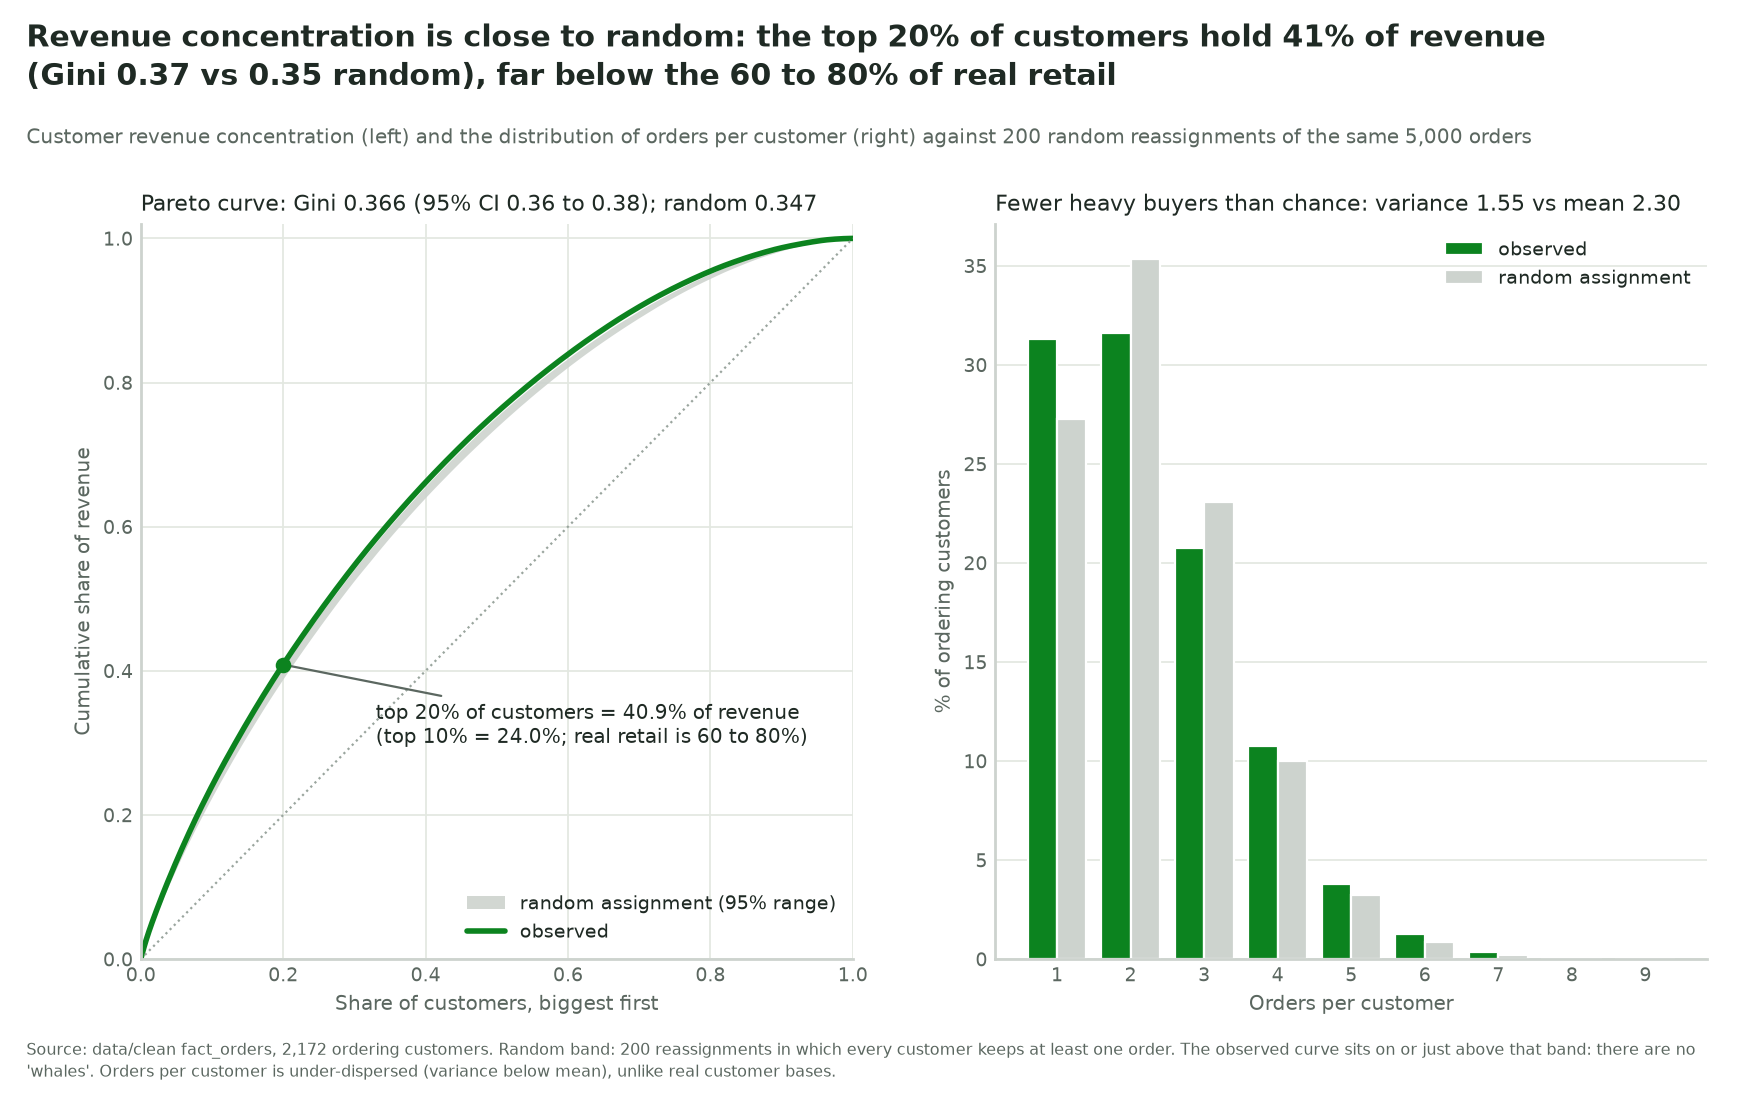 Revenue concentration is close to random: the top 20% of customers hold 41% of revenue
(Gini 0.37 vs 0.35 random), far below the 60 to 80% of real retail
Customer revenue concentration (left) and the distribution of orders per customer (right) against 200 random reassignments of the same 5,000 orders
Pareto curve: Gini 0.366 (95% CI 0.36 to 0.38); random 0.347
1.0
0.8
0.6
0.4
0.2
0.0
Cumulative share of revenue
top 20% of customers = 40.9% of revenue
(top 10% = 24.0%; real retail is 60 to 80%)
random assignment (95% range)
observed
0.0 0.2 0.4 0.6 0.8 1.0
Share of customers, biggest first
Fewer heavy buyers than chance: variance 1.55 vs mean 2.30
observed
random assignment
35
30
25
20
15
10
5
0
% of ordering customers
1 2 3 4 5 6 7 8 9
Orders per customer
Source: data/clean fact_orders, 2,172 ordering customers. Random band: 200 reassignments in which every customer keeps at least one order. The observed curve sits on or just above that band: there are no
'whales'. Orders per customer is under-dispersed (variance below mean), unlike real customer bases.